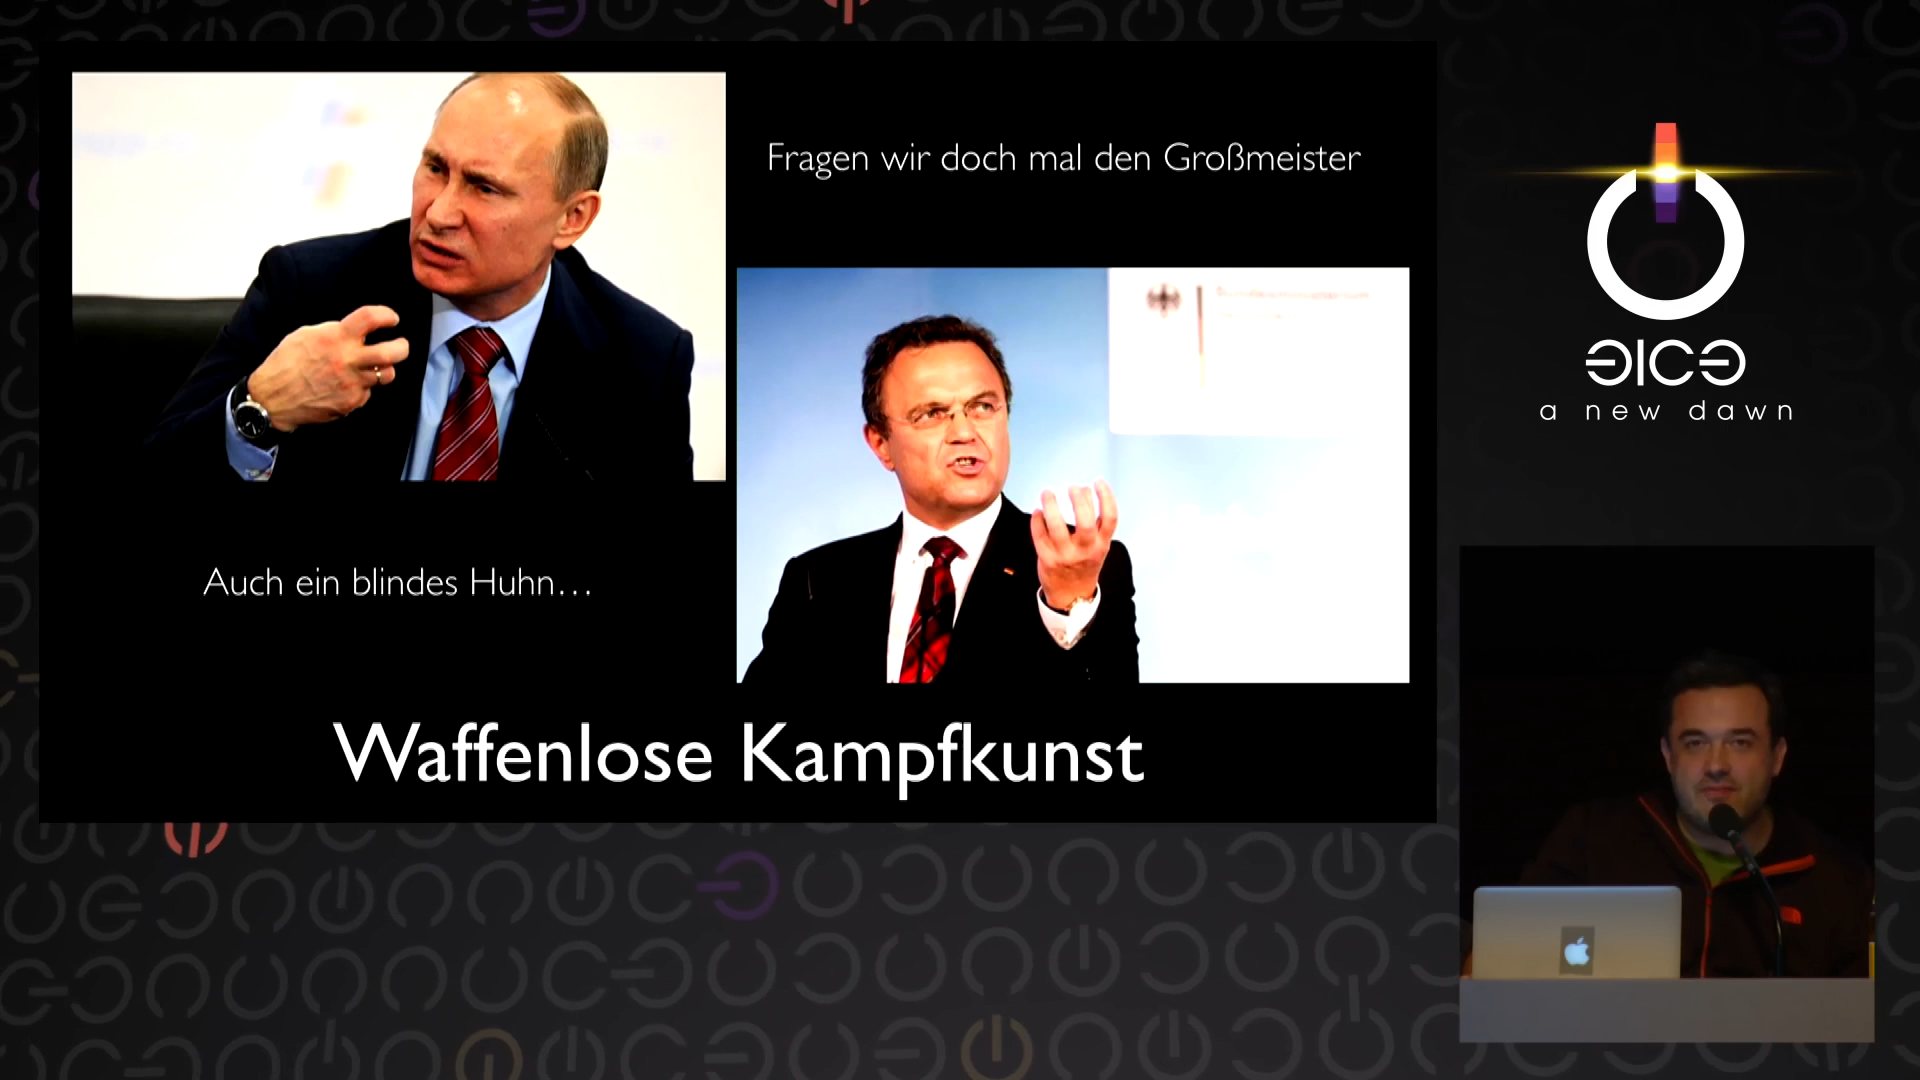 Fragen wir doch mal den Großmeister
Auch ein blindes Huhn…
Waffenlose Kampfkunst
a new dawn